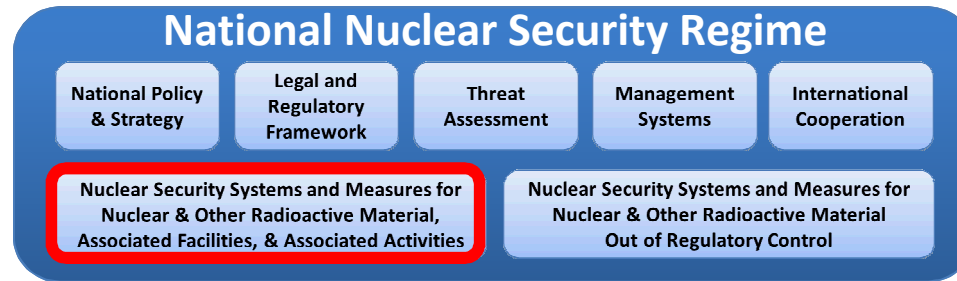 National Nuclear Security Regime
National Policy
& Strategy
Legal and
Regulatory
Framework
Threat
Assessment
Management
Systems
International
Cooperation
Nuclear Security Systems and Measures for
Nuclear & Other Radioactive Material,
Associated Facilities, & Associated Activities
Nuclear Security Systems and Measures for
Nuclear & Other Radioactive Material
Out of Regulatory Control